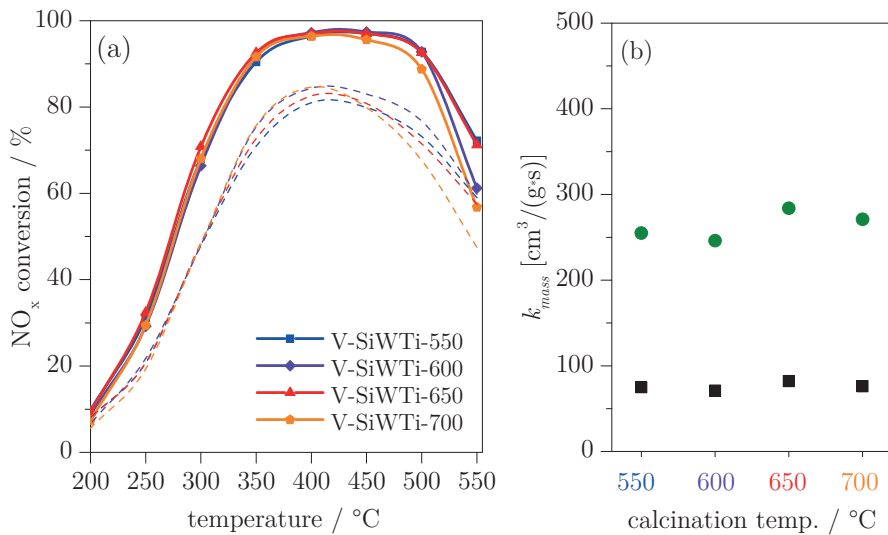 (a)
NOₓ conversion / %
100
80
60
40
20
0
V-SiWTi-550
V-SiWTi-600
V-SiWTi-650
V-SiWTi-700
200 250 300 350 400 450 500 550
temperature / °C
(b)
k_mass [cm³/(g*s)]
500
400
300
200
100
0
550 600 650 700
calcination temp. / °C